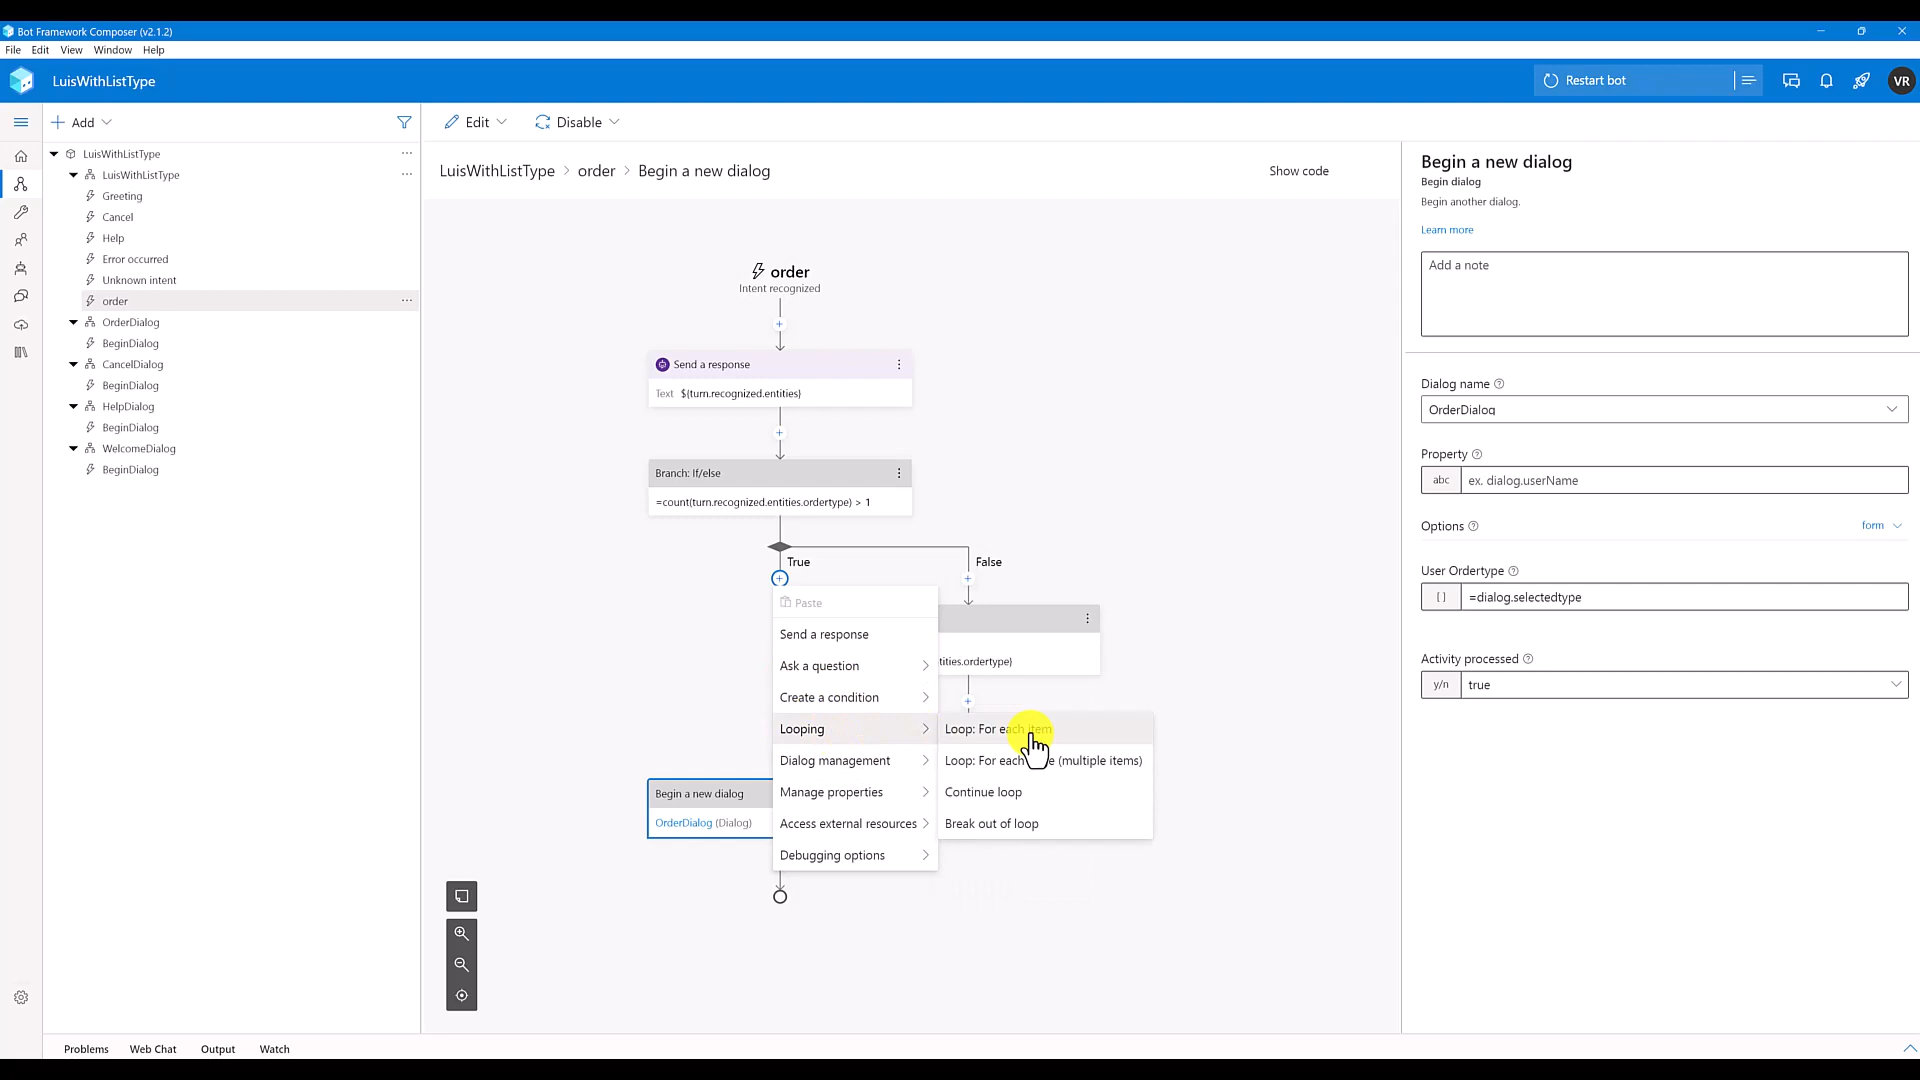 Bot Framework Composer (v2.1.2)
File Edit View Window Help
LuisWithListType
Restart bot
VR
Add
Edit
Disable
LuisWithListType
LuisWithListType
Greeting
Cancel
Help
Error occurred
Unknown intent
order
OrderDialog
BeginDialog
CancelDialog
BeginDialog
HelpDialog
BeginDialog
WelcomeDialog
BeginDialog
LuisWithListType > order > Begin a new dialog
Show code
order
Intent recognized
Send a response
Text ${turn.recognized.entities}
Branch: If/else
=count(turn.recognized.entities.ordertype) > 1
True
False
Paste
Send a response
Ask a question
Create a condition
Looping
Dialog management
Manage properties
Access external resources
Debugging options
tities.ordertype)
Loop: For each item
Loop: For each (multiple items)
Continue loop
Break out of loop
Begin a new dialog
OrderDialog (Dialog)
Begin a new dialog
Begin dialog
Begin another dialog.
Learn more
Add a note
Dialog name
OrderDialog
Property
abc ex. dialog.userName
Options
form
User Ordertype
[ ] =dialog.selectedtype
Activity processed
y/n true
Problems Web Chat Output Watch